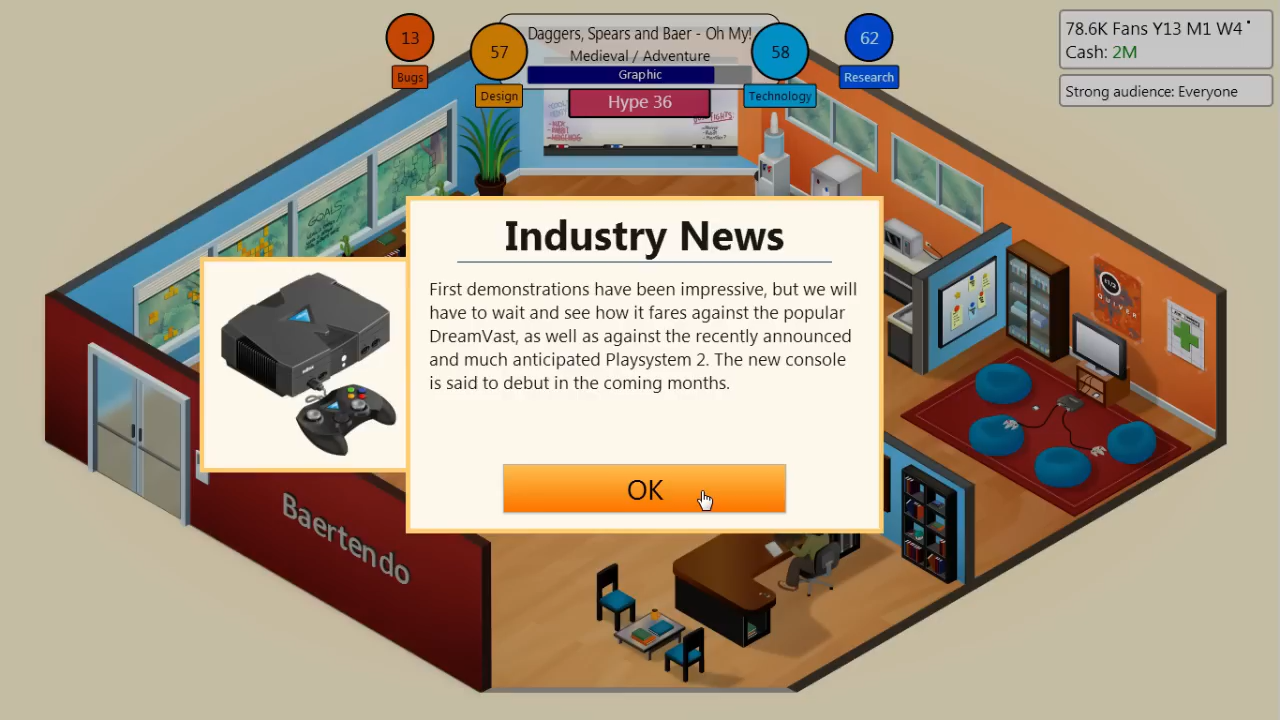 13
Bugs
57
Design
Daggers, Spears and Baer - Oh My!
Medieval / Adventure
Graphic
Hype 36
58
Technology
62
Research
78.6K Fans Y13 M1 W4
Cash: 2M
Strong audience: Everyone
GOALS:
Industry News
First demonstrations have been impressive, but we will
have to wait and see how it fares against the popular
DreamVast, as well as against the recently announced
and much anticipated Playsystem 2. The new console
is said to debut in the coming months.
OK
QUIVER
Baertendo